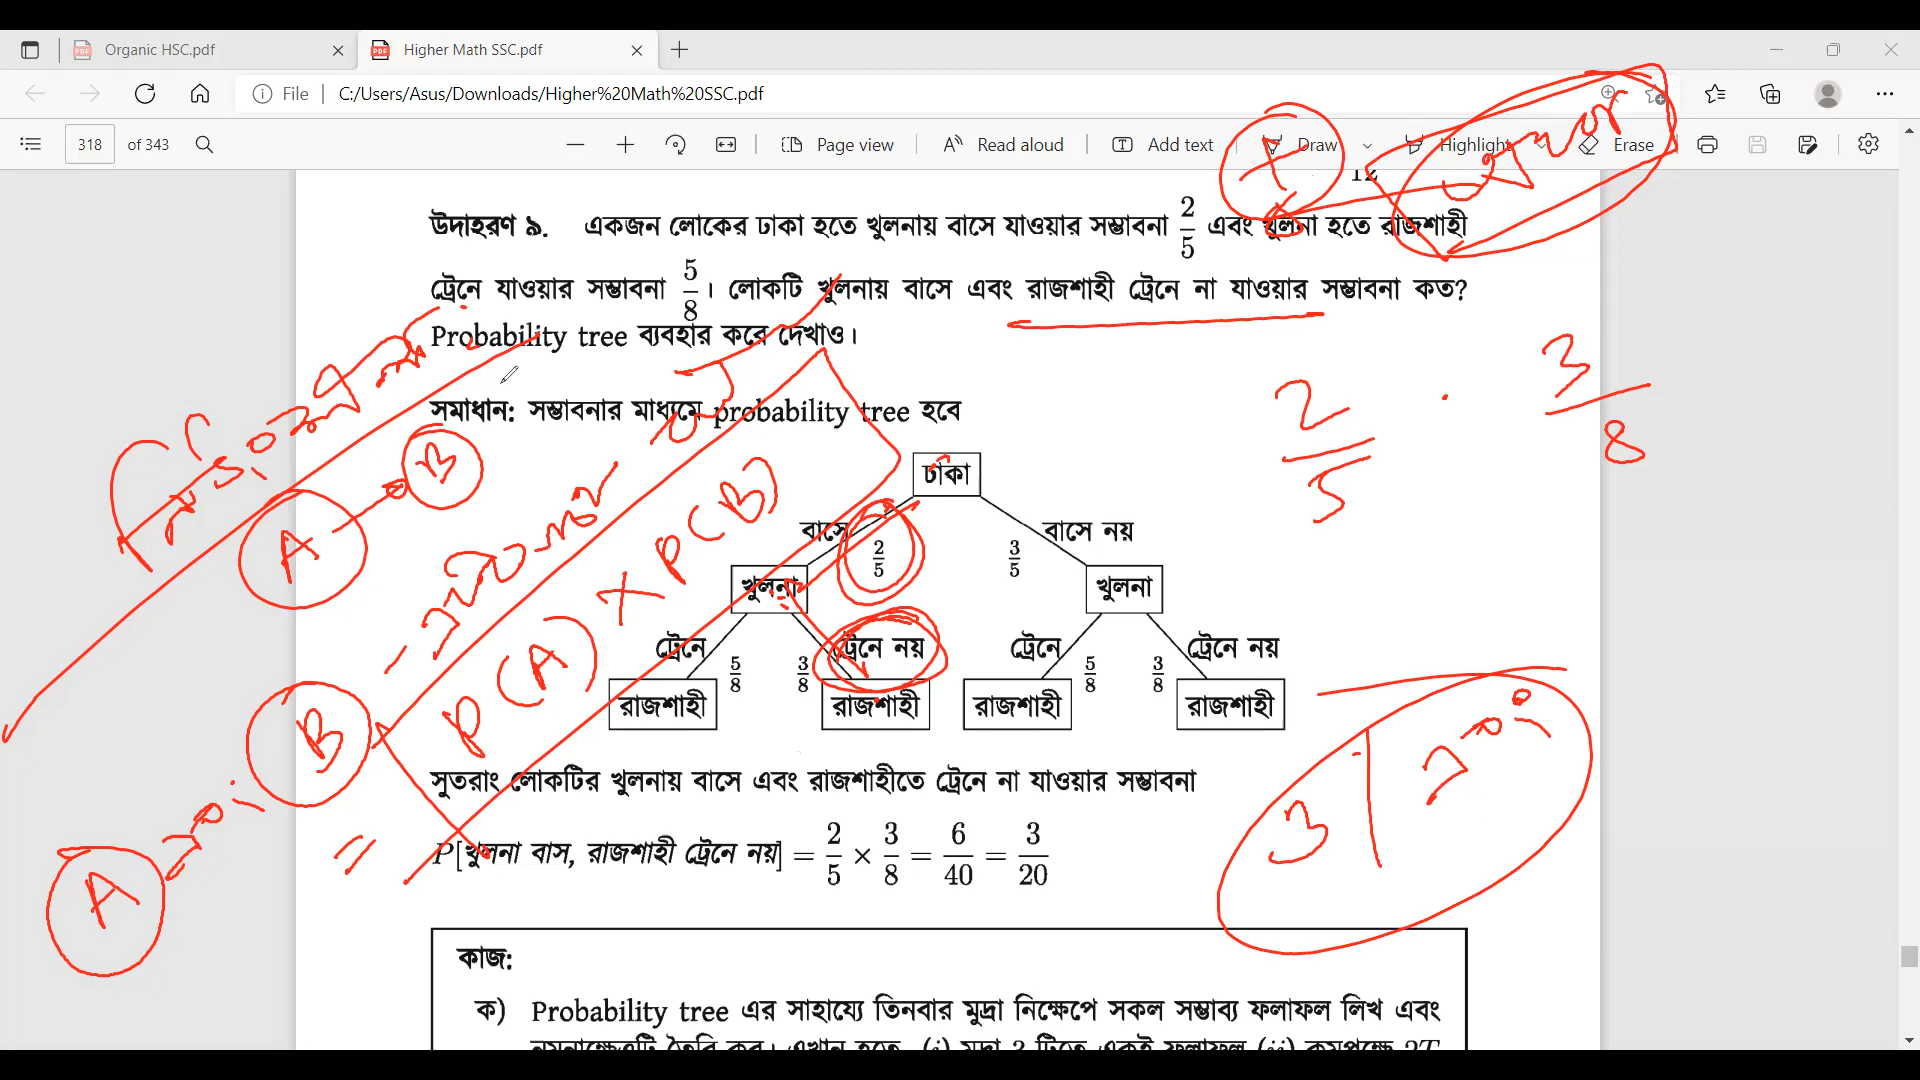 Organic HSC.pdf
Higher Math SSC.pdf
File
C:/Users/Asus/Downloads/Higher%20Math%20SSC.pdf
318 of 343
Page view
Read aloud
Add text
Draw
Highlight
Erase
12
উদাহরণ ৯. একজন লোকের ঢাকা হতে খুলনায় বাসে যাওয়ার সম্ভাবনা 2/5 এবং খুলনা হতে রাজশাহী
ট্রেনে যাওয়ার সম্ভাবনা 5/8। লোকটি খুলনায় বাসে এবং রাজশাহী ট্রেনে না যাওয়ার সম্ভাবনা কত?
Probability tree ব্যবহার করে দেখাও।
2/5 . 3/8
সমাধান: সম্ভাবনার মাধ্যমে probability tree হবে
A B
ঢাকা
বাসে 2/5 3/5 বাসে নয়
খুলনা খুলনা
ট্রেনে 5/8 3/8 ট্রেনে নয় ট্রেনে 5/8 3/8 ট্রেনে নয়
রাজশাহী রাজশাহী রাজশাহী রাজশাহী
B
P(A) × P(B)
A
সুতরাং লোকটির খুলনায় বাসে এবং রাজশাহীতে ট্রেনে না যাওয়ার সম্ভাবনা
P[খুলনা বাস, রাজশাহী ট্রেনে নয়] = 2/5 × 3/8 = 6/40 = 3/20
কাজ:
ক) Probability tree এর সাহায্যে তিনবার মুদ্রা নিক্ষেপে সকল সম্ভাব্য ফলাফল লিখ এবং